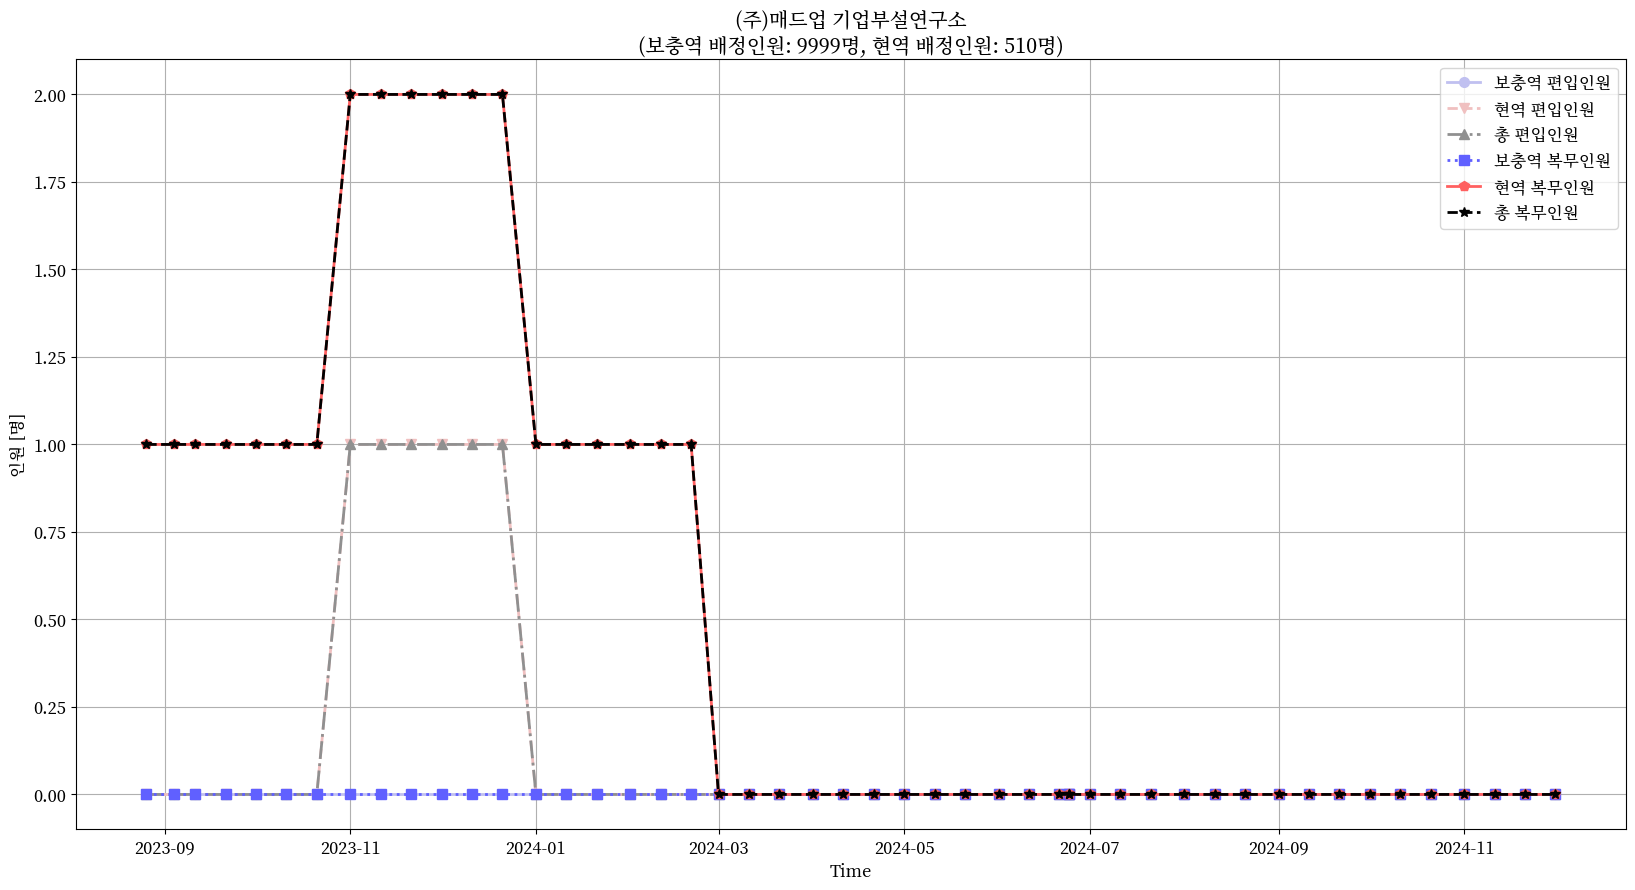 (주)매드업 기업부설연구소
(보충역 배정인원: 9999명, 현역 배정인원: 510명)
보충역 편입인원
현역 편입인원
총 편입인원
보충역 복무인원
현역 복무인원
총 복무인원
인원 [명]
2.00
1.75
1.50
1.25
1.00
0.75
0.50
0.25
0.00
2023-09
2023-11
2024-01
2024-03
2024-05
2024-07
2024-09
2024-11
Time